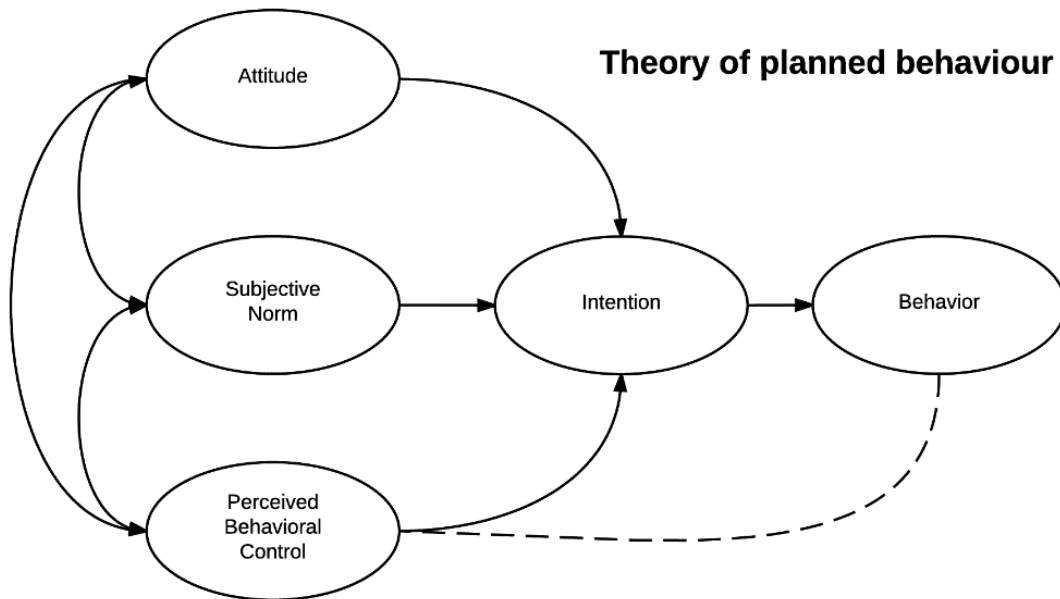 Theory of planned behaviour
Attitude
Subjective
Norm
Intention
Behavior
Perceived
Behavioral
Control